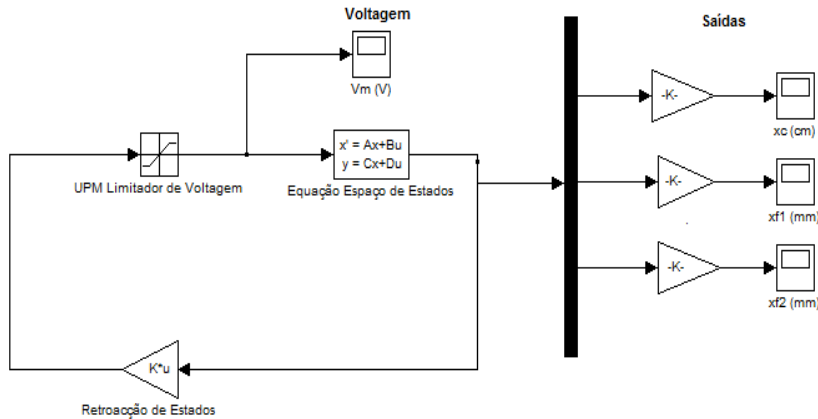 Voltagem
Saídas
Vm (V)
-K-
xc (cm)
x' = Ax+Bu
y = Cx+Du
UPM Limitador de Voltagem
Equação Espaço de Estados
-K-
xf1 (mm)
-K-
xf2 (mm)
K*u
Retroacção de Estados